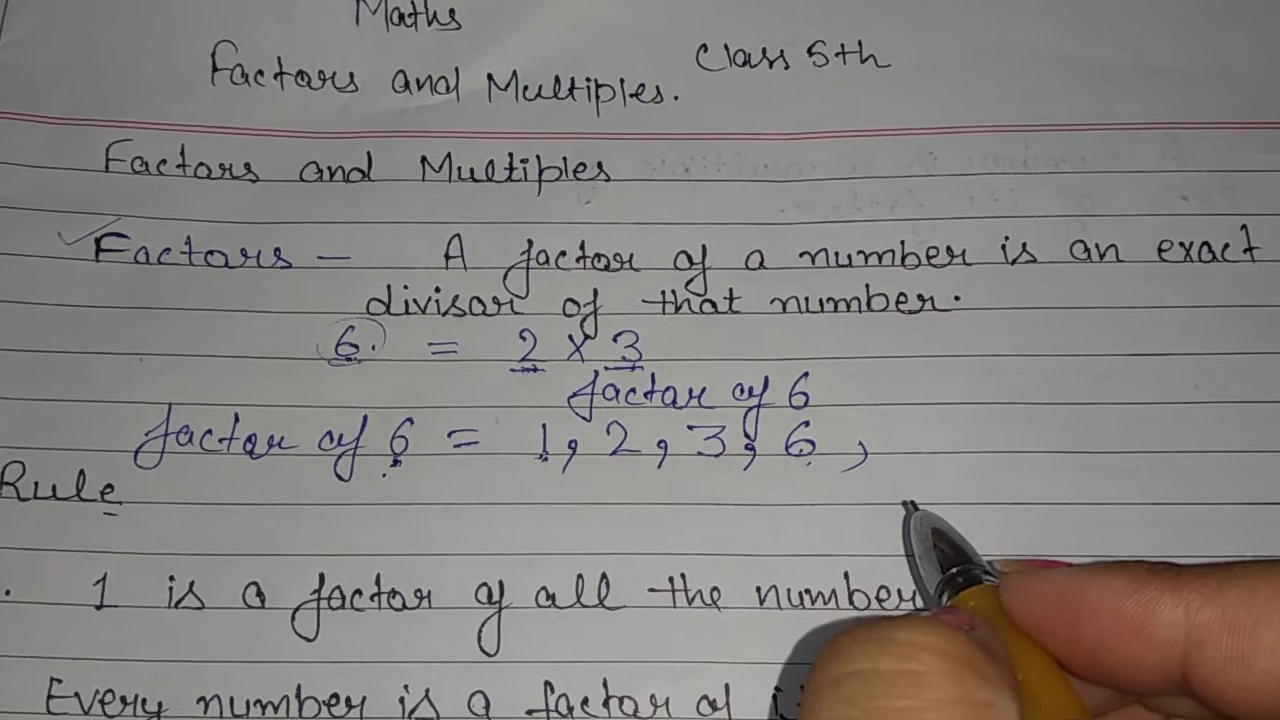 Maths
Factors and Multiples. Class 5th
Factors and Multiples
Factors - A factor of a number is an exact
divisar of that number.
6. = 2 × 3
factor of 6
factor of 6 = 1, 2, 3, 6,
Rule
. 1 is a factor of all the number
Every number is a factor of